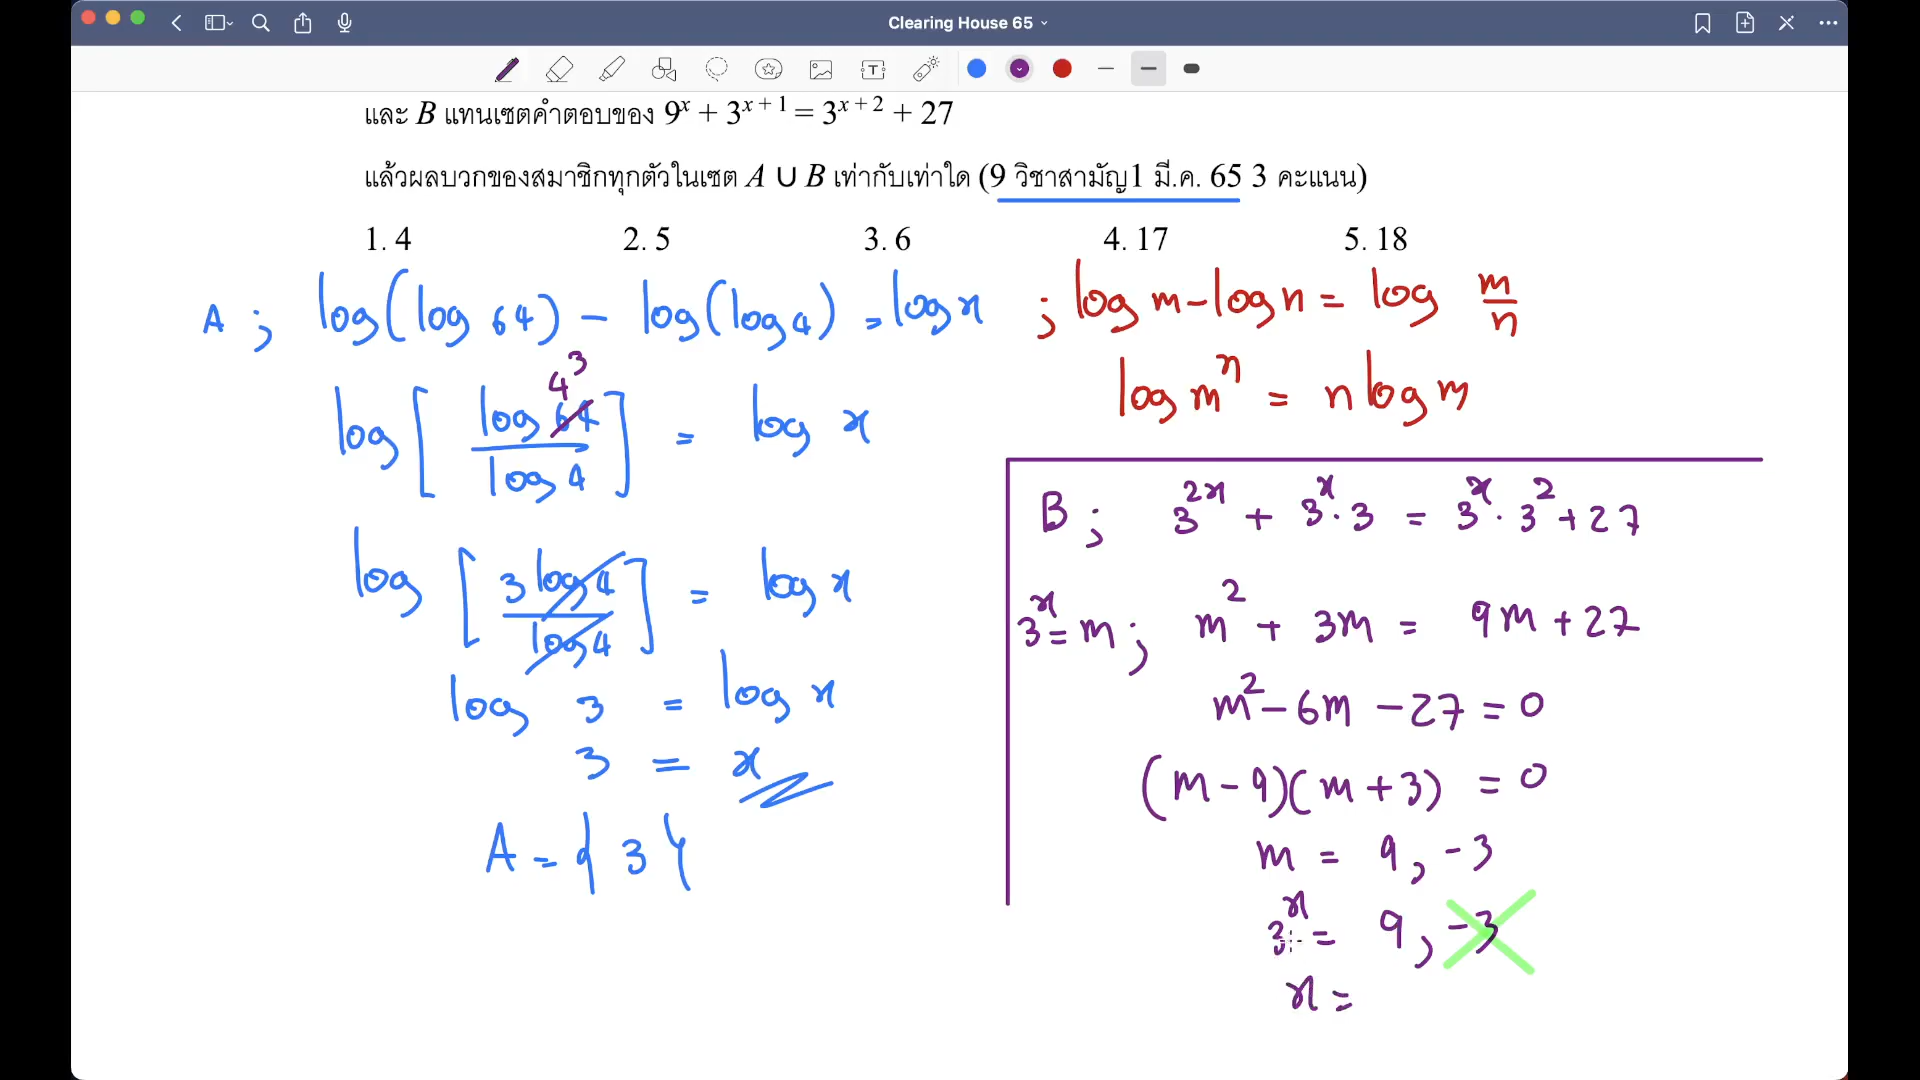 Clearing House 65
และ B แทนเซตคำตอบของ 9^x + 3^{x+1} = 3^{x+2} + 27
แล้วผลบวกของสมาชิกทุกตัวในเซต A ∪ B เท่ากับเท่าใด (9 วิชาสามัญ1 มี.ค. 65 3 คะแนน)
1. 4 2. 5 3. 6 4. 17 5. 18
A ; log(log 64) - log(log 4) = log x ; log m - log n = log m/n
log m^n = n log m
4^3
log [ log 64 / log 4 ] = log x
log [ 3 log 4 / log 4 ] = log x
log 3 = log x
3 = x
A = { 3 }
B ; 3^{2x} + 3^x · 3 = 3^x · 3^2 + 27
3^x = m ; m^2 + 3m = 9m + 27
m^2 - 6m - 27 = 0
(m - 9)(m + 3) = 0
m = 9, -3
3^x = 9, -3
x =